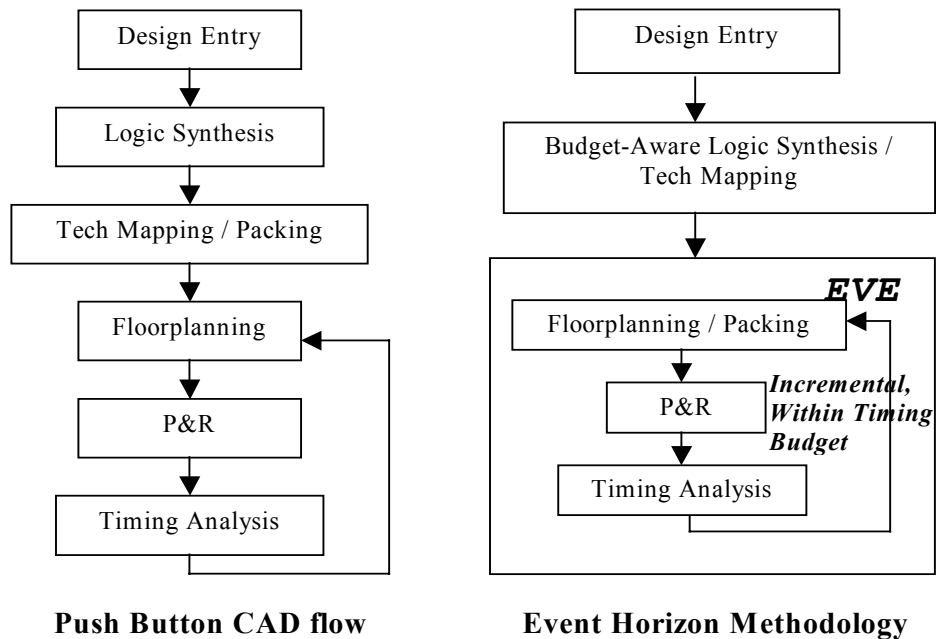 Design Entry
Logic Synthesis
Tech Mapping / Packing
Floorplanning
P&R
Timing Analysis
Push Button CAD flow
Design Entry
Budget-Aware Logic Synthesis /
Tech Mapping
EVE
Floorplanning / Packing
P&R
Incremental,
Within Timing
Budget
Timing Analysis
Event Horizon Methodology